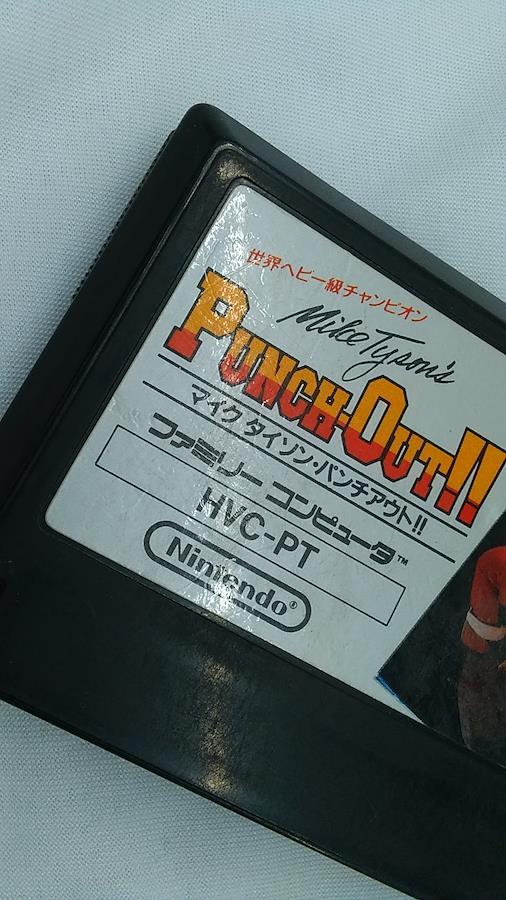 世界ヘビー級チャンピオン
Mike Tyson's
PUNCH-OUT!!
マイク タイソン・パンチアウト!!
ファミリー コンピュータ™
HVC-PT
Nintendo®